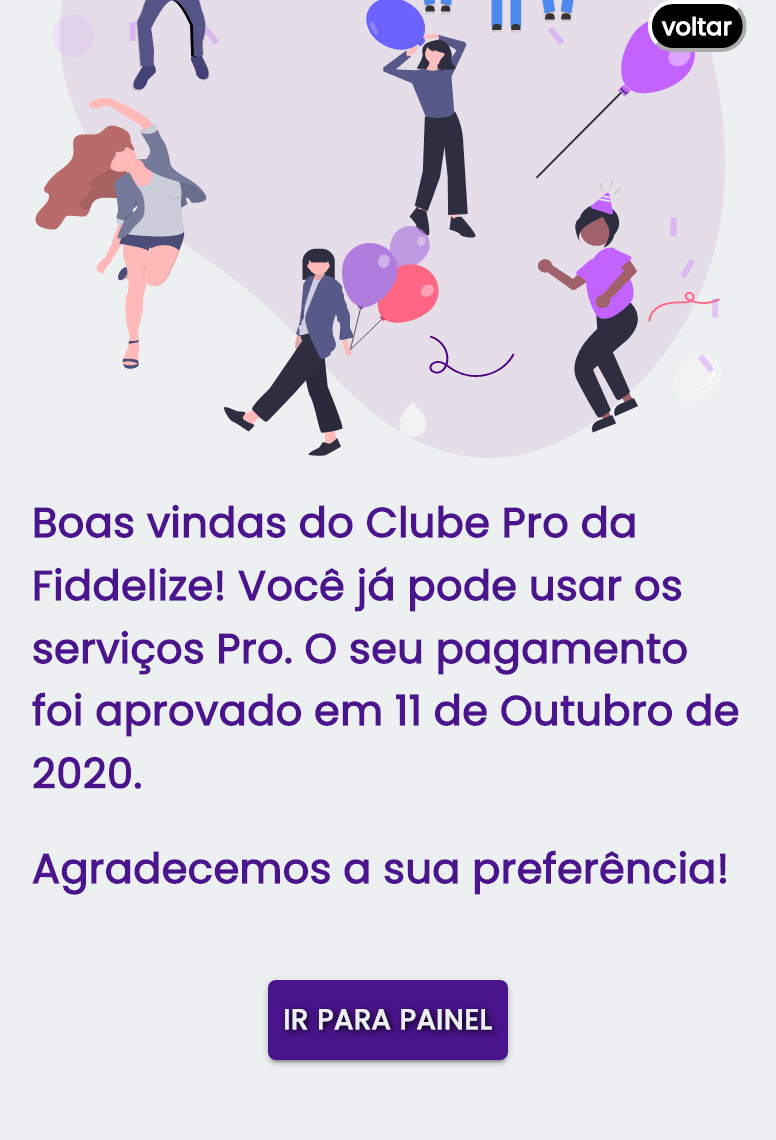 voltar
Boas vindas do Clube Pro da
Fiddelize! Você já pode usar os
serviços Pro. O seu pagamento
foi aprovado em 11 de Outubro de
2020.
Agradecemos a sua preferência!
IR PARA PAINEL